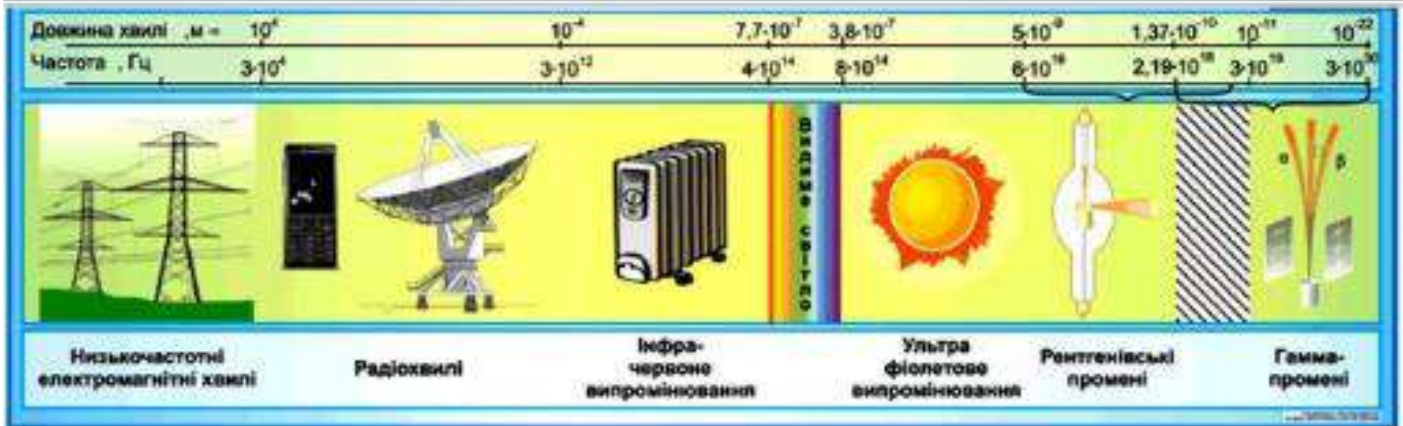 Довжина хвилі ,м = 10⁴ 10⁻⁴ 7,7·10⁻⁷ 3,8·10⁻⁷ 5·10⁻⁹ 1,37·10⁻¹⁰ 10⁻¹¹ 10⁻²²
Частота , Гц 3·10⁴ 3·10¹² 4·10¹⁴ 8·10¹⁴ 6·10¹⁶ 2,19·10¹⁸ 3·10¹⁹ 3·10³⁰
Видиме світло
α β
Низькочастотні
електромагнітні хвилі
Радіохвилі
Інфра-
червоне
випромінювання
Ультра
фіолетове
випромінювання
Рентгенівські
промені
Гамма-
промені